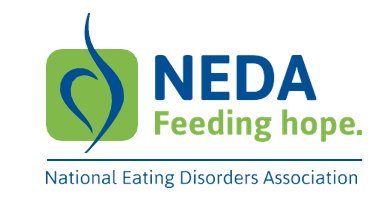 NEDA
Feeding hope.
National Eating Disorders Association